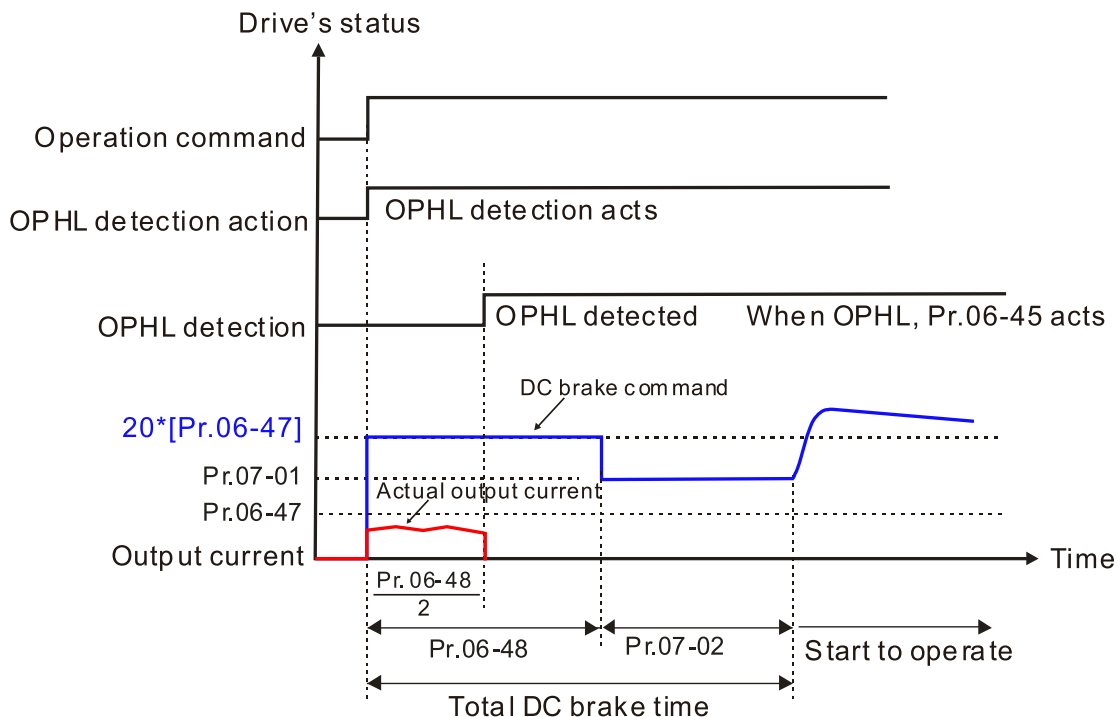 Drive's status
Operation command
OPHL detection action
OPHL detection acts
OPHL detection
OPHL detected
When OPHL, Pr.06-45 acts
DC brake command
20*[Pr.06-47]
Pr.07-01
Actual output current
Pr.06-47
Output current
Time
Pr.06-48
2
Pr.06-48
Pr.07-02
Start to operate
Total DC brake time